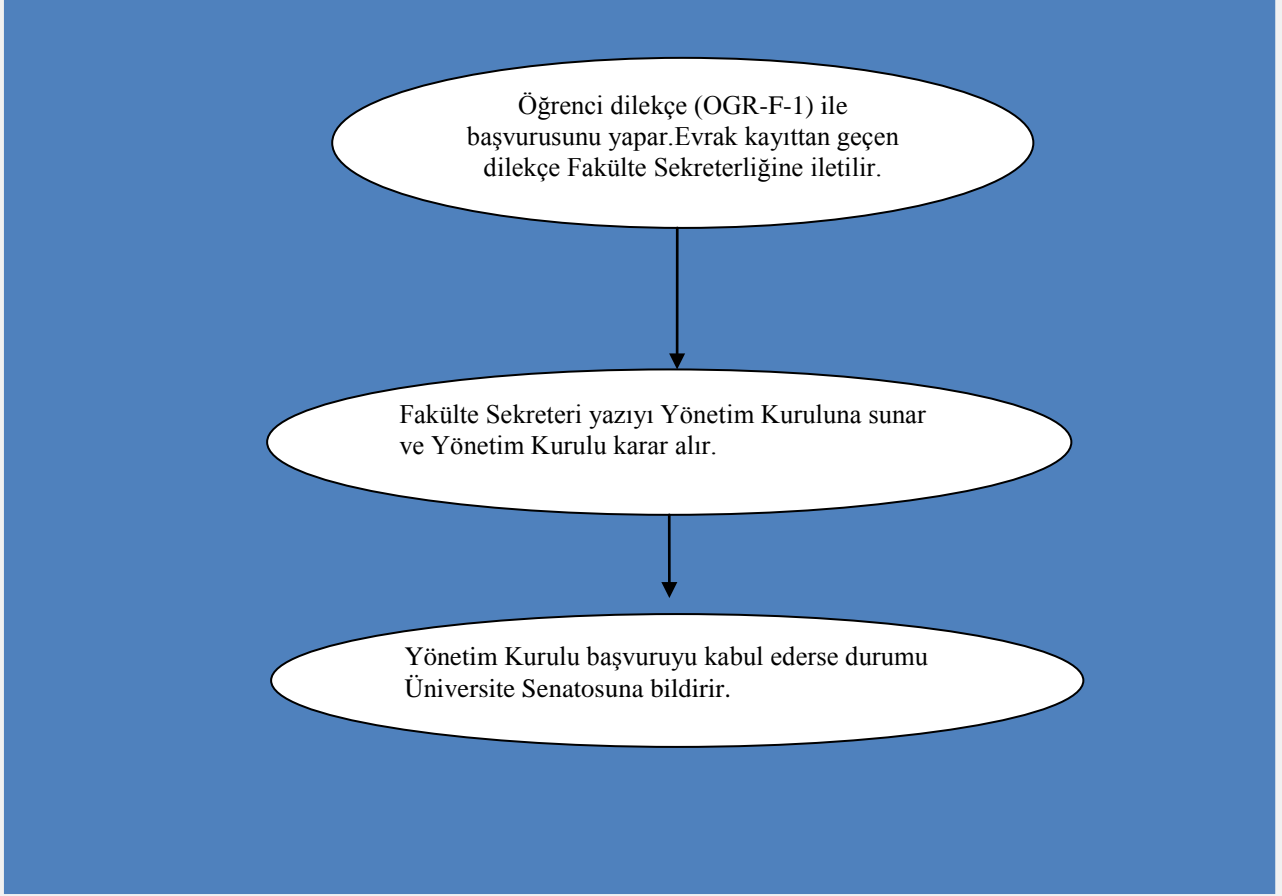 Öğrenci dilekçe (OGR-F-1) ile
başvurusunu yapar.Evrak kayıttan geçen
dilekçe Fakülte Sekreterliğine iletilir.
Fakülte Sekreteri yazıyı Yönetim Kuruluna sunar
ve Yönetim Kurulu karar alır.
Yönetim Kurulu başvuruyu kabul ederse durumu
Üniversite Senatosuna bildirir.